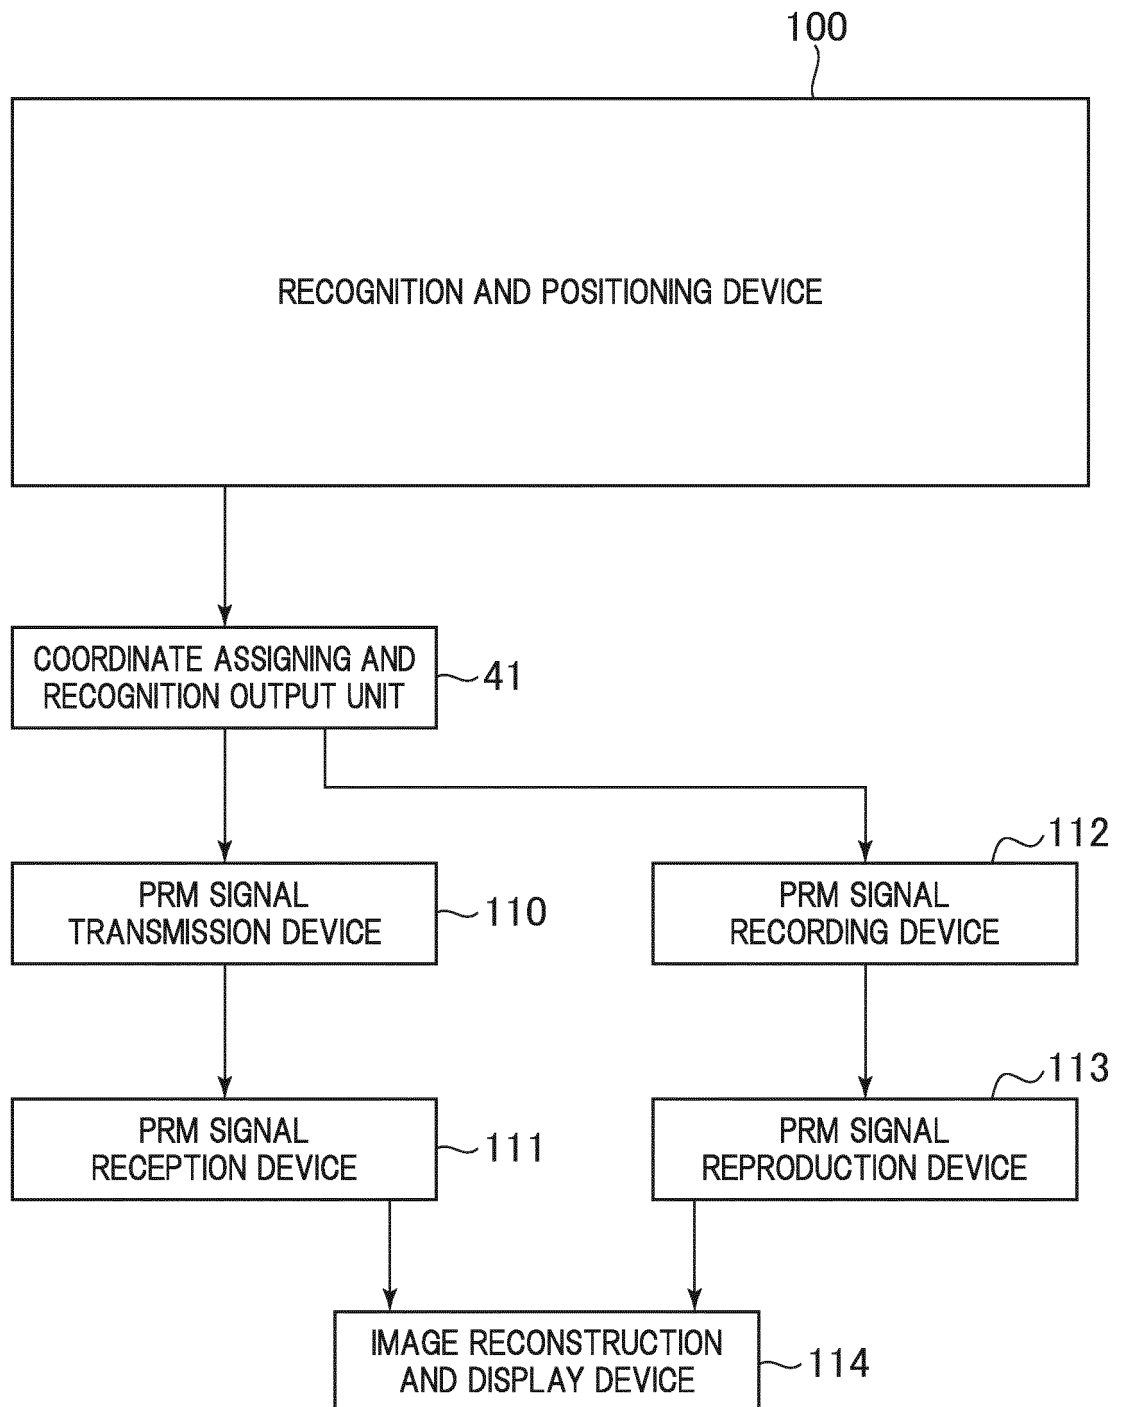 100
RECOGNITION AND POSITIONING DEVICE
COORDINATE ASSIGNING AND
RECOGNITION OUTPUT UNIT
41
PRM SIGNAL
TRANSMISSION DEVICE
110
112
PRM SIGNAL
RECORDING DEVICE
PRM SIGNAL
RECEPTION DEVICE
111
113
PRM SIGNAL
REPRODUCTION DEVICE
IMAGE RECONSTRUCTION
AND DISPLAY DEVICE
114